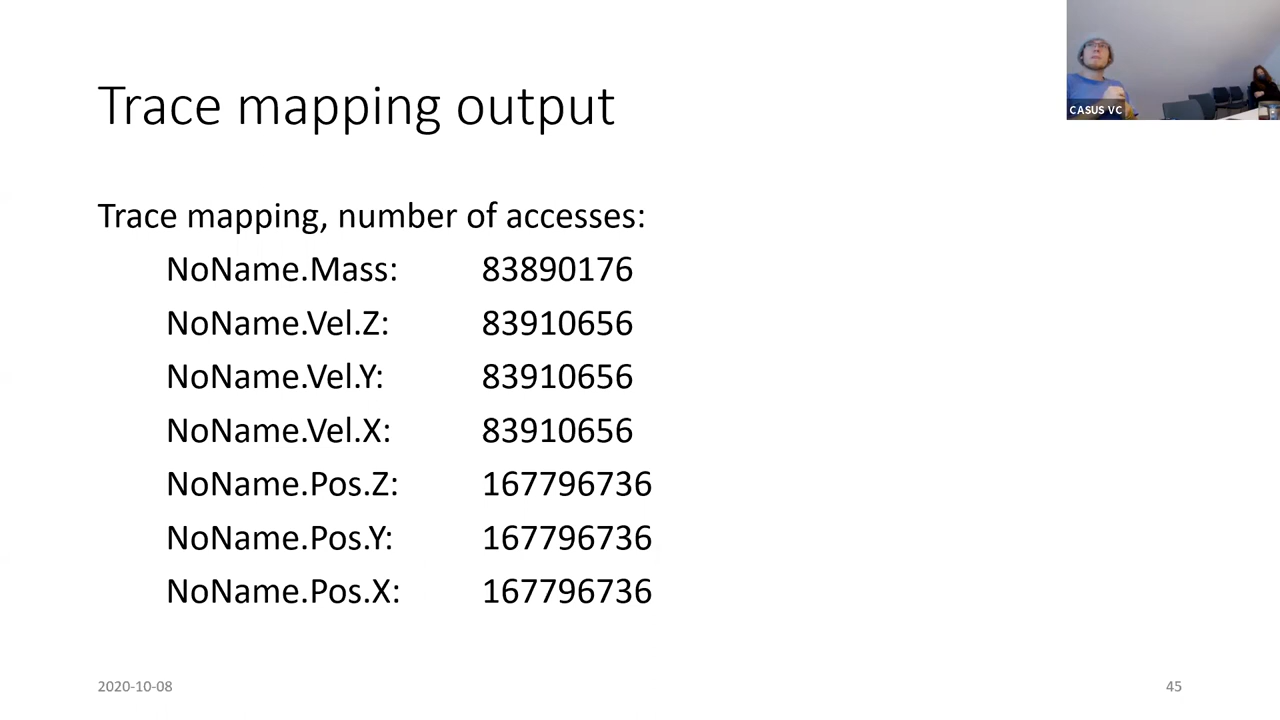 CASUS VC
Trace mapping output
Trace mapping, number of accesses:
NoName.Mass: 83890176
NoName.Vel.Z: 83910656
NoName.Vel.Y: 83910656
NoName.Vel.X: 83910656
NoName.Pos.Z: 167796736
NoName.Pos.Y: 167796736
NoName.Pos.X: 167796736
2020-10-08 45